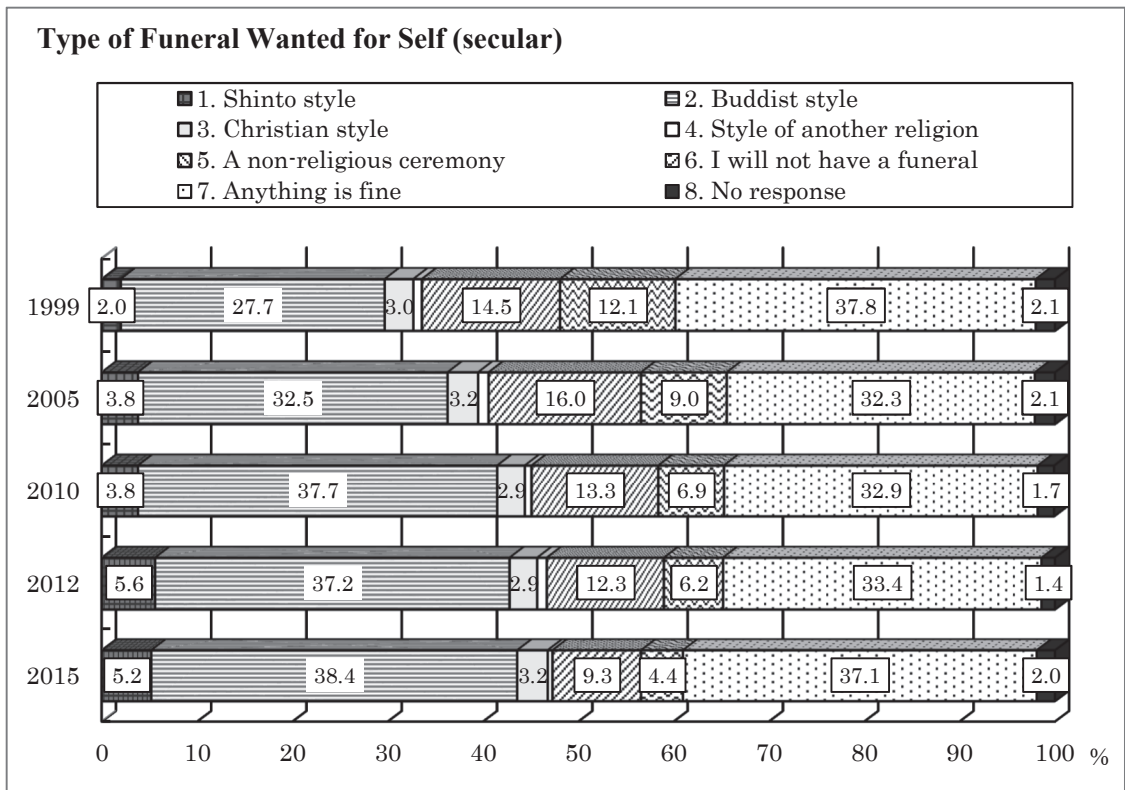 Type of Funeral Wanted for Self (secular)
1. Shinto style 2. Buddist style
3. Christian style 4. Style of another religion
5. A non-religious ceremony 6. I will not have a funeral
7. Anything is fine 8. No response
1999 2.0 27.7 3.0 14.5 12.1 37.8 2.1
2005 3.8 32.5 3.2 16.0 9.0 32.3 2.1
2010 3.8 37.7 2.9 13.3 6.9 32.9 1.7
2012 5.6 37.2 2.9 12.3 6.2 33.4 1.4
2015 5.2 38.4 3.2 9.3 4.4 37.1 2.0
0 10 20 30 40 50 60 70 80 90 100 %